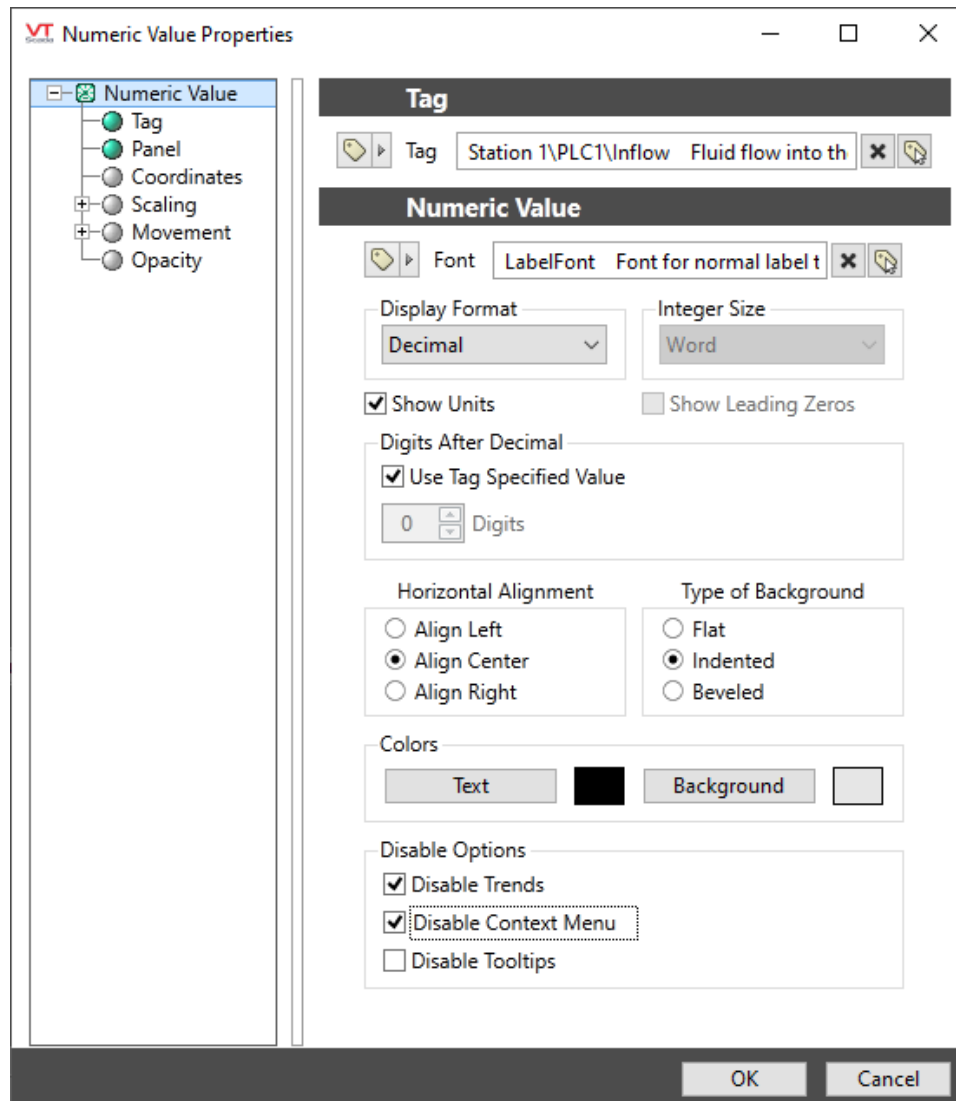 VT Scada Numeric Value Properties
Numeric Value
Tag
Panel
Coordinates
Scaling
Movement
Opacity
Tag
Tag Station 1\PLC1\Inflow Fluid flow into th
Numeric Value
Font LabelFont Font for normal label t
Display Format Integer Size
Decimal Word
Show Units Show Leading Zeros
Digits After Decimal
Use Tag Specified Value
0 Digits
Horizontal Alignment Type of Background
Align Left Flat
Align Center Indented
Align Right Beveled
Colors
Text Background
Disable Options
Disable Trends
Disable Context Menu
Disable Tooltips
OK Cancel